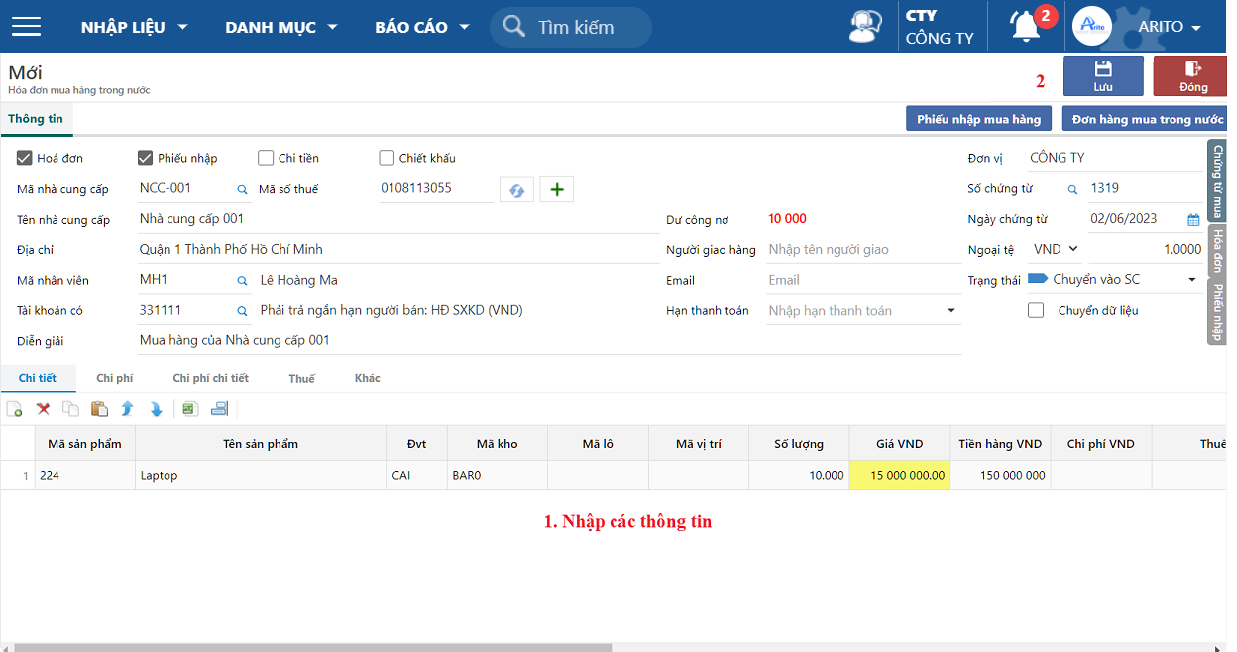 NHẬP LIỆU DANH MỤC BÁO CÁO Tìm kiếm CTY CÔNG TY 2 Arito ARITO
Mới
Hóa đơn mua hàng trong nước
2 Lưu Đóng
Thông tin Phiếu nhập mua hàng Đơn hàng mua trong nước
Hoá đơn Phiếu nhập Chi tiền Chiết khấu Đơn vị CÔNG TY
Mã nhà cung cấp NCC-001 Mã số thuế 0108113055 Số chứng từ 1319
Tên nhà cung cấp Nhà cung cấp 001 Dư công nợ 10 000 Ngày chứng từ 02/06/2023
Địa chỉ Quận 1 Thành Phố Hồ Chí Minh Người giao hàng Nhập tên người giao Ngoại tệ VND 1.0000
Mã nhân viên MH1 Lê Hoàng Ma Email Email Trạng thái Chuyển vào SC
Tài khoản có 331111 Phải trả ngắn hạn người bán: HĐ SXKD (VND) Hạn thanh toán Nhập hạn thanh toán Chuyển dữ liệu
Diễn giải Mua hàng của Nhà cung cấp 001
Chứng từ mua
Hóa đơn
Phiếu nhập
Chi tiết Chi phí Chi phí chi tiết Thuế Khác
Mã sản phẩm Tên sản phẩm Đvt Mã kho Mã lô Mã vị trí Số lượng Giá VND Tiền hàng VND Chi phí VND Thuế
1 224 Laptop CAI BAR0 10.000 15 000 000.00 150 000 000
1. Nhập các thông tin